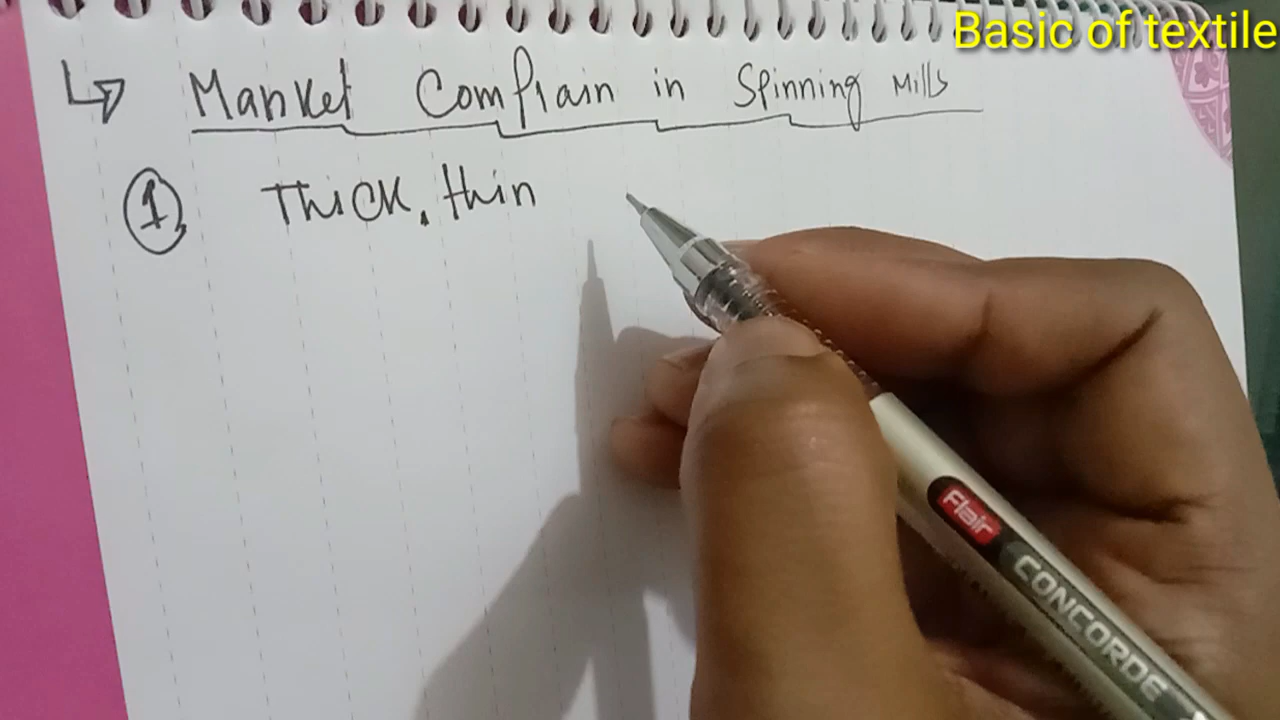 Basic of textile
↳ Market Complain in Spinning Mills
① Thick, thin
Flair CONCORDE